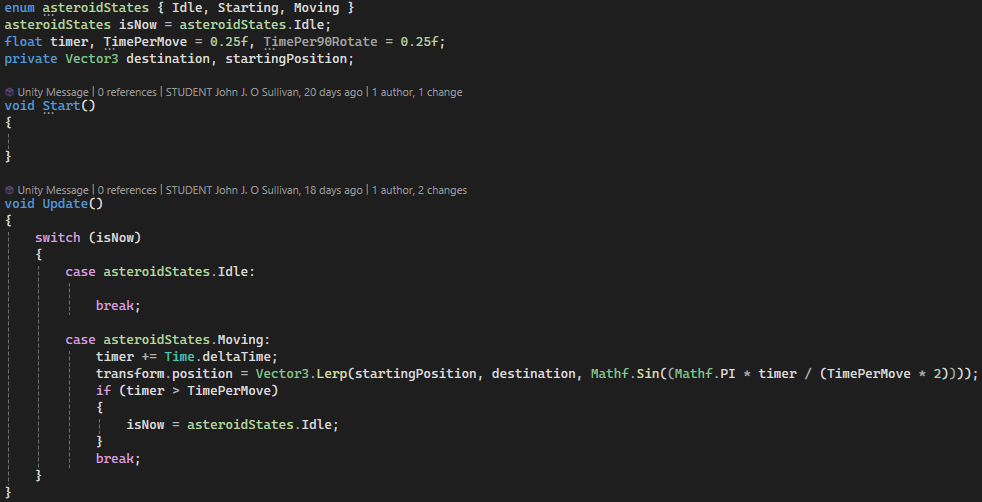 enum asteroidStates { Idle, Starting, Moving }
asteroidStates isNow = asteroidStates.Idle;
float timer, TimePerMove = 0.25f, TimePer90Rotate = 0.25f;
private Vector3 destination, startingPosition;
Unity Message | 0 references | STUDENT John J. O Sullivan, 20 days ago | 1 author, 1 change
void Start()
{
}
Unity Message | 0 references | STUDENT John J. O Sullivan, 18 days ago | 1 author, 2 changes
void Update()
{
switch (isNow)
{
case asteroidStates.Idle:
break;
case asteroidStates.Moving:
timer += Time.deltaTime;
transform.position = Vector3.Lerp(startingPosition, destination, Mathf.Sin((Mathf.PI * timer / (TimePerMove * 2))));
if (timer > TimePerMove)
{
isNow = asteroidStates.Idle;
}
break;
}
}